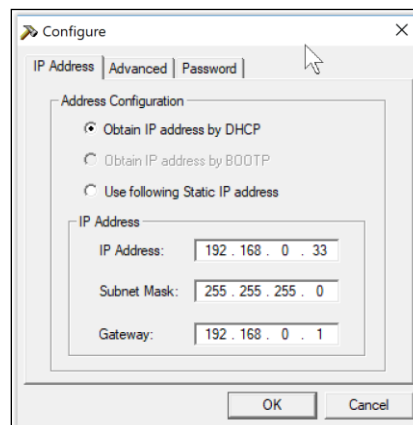 Configure
IP Address Advanced Password
Address Configuration
Obtain IP address by DHCP
Obtain IP address by BOOTP
Use following Static IP address
IP Address
IP Address: 192 . 168 . 0 . 33
Subnet Mask: 255 . 255 . 255 . 0
Gateway: 192 . 168 . 0 . 1
OK Cancel